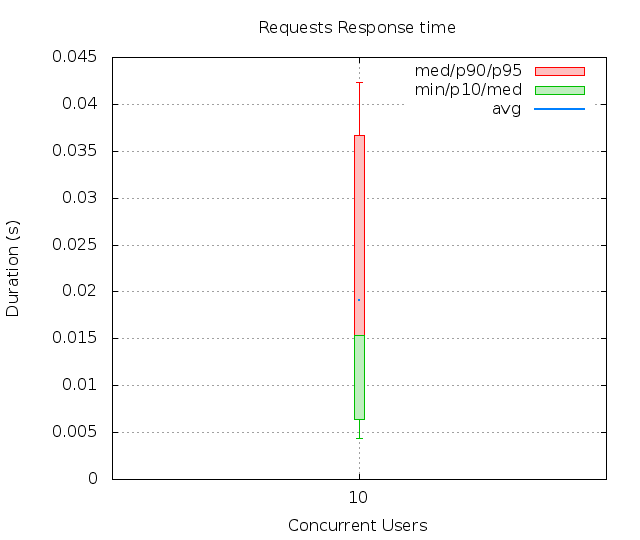 Requests Response time
0.045
0.04
0.035
0.03
0.025
0.02
0.015
0.01
0.005
0
Duration (s)
med/p90/p95
min/p10/med
avg
10
Concurrent Users